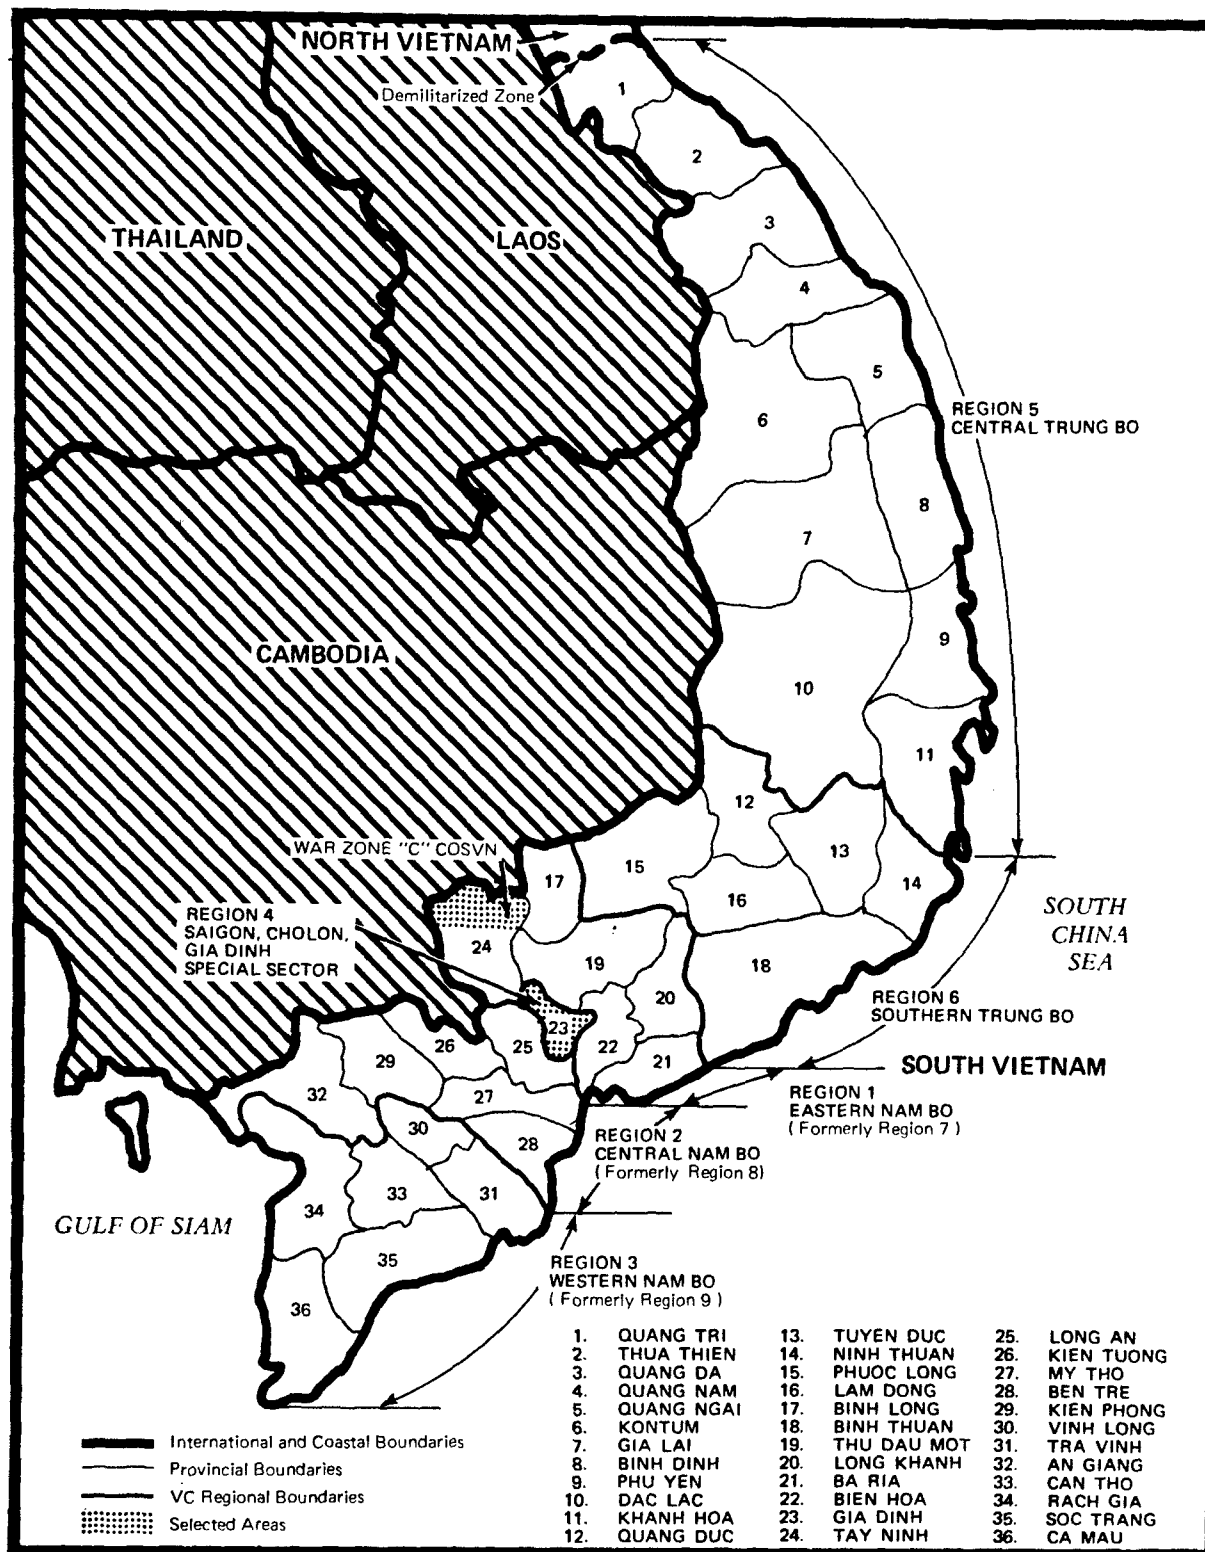 NORTH VIETNAM
Demilitarized Zone
1
2
THAILAND
LAOS
3
4
5
6
REGION 5
CENTRAL TRUNG BO
8
7
CAMBODIA
9
10
11
12
WAR ZONE "C" COSVN
13
15
17
14
16
REGION 4
SAIGON, CHOLON,
GIA DINH
SPECIAL SECTOR
SOUTH
CHINA
SEA
24
19
18
20
REGION 6
SOUTHERN TRUNG BO
23
25
26
22
29
21
SOUTH VIETNAM
32
27
REGION 1
EASTERN NAM BO
(Formerly Region 7)
30
28
REGION 2
CENTRAL NAM BO
(Formerly Region 8)
33
31
34
GULF OF SIAM
35
REGION 3
WESTERN NAM BO
(Formerly Region 9)
36
1. QUANG TRI
2. THUA THIEN
3. QUANG DA
4. QUANG NAM
5. QUANG NGAI
6. KONTUM
7. GIA LAI
8. BINH DINH
9. PHU YEN
10. DAC LAC
11. KHANH HOA
12. QUANG DUC
13. TUYEN DUC
14. NINH THUAN
15. PHUOC LONG
16. LAM DONG
17. BINH LONG
18. BINH THUAN
19. THU DAU MOT
20. LONG KHANH
21. BA RIA
22. BIEN HOA
23. GIA DINH
24. TAY NINH
25. LONG AN
26. KIEN TUONG
27. MY THO
28. BEN TRE
29. KIEN PHONG
30. VINH LONG
31. TRA VINH
32. AN GIANG
33. CAN THO
34. RACH GIA
35. SOC TRANG
36. CA MAU
International and Coastal Boundaries
Provincial Boundaries
VC Regional Boundaries
Selected Areas